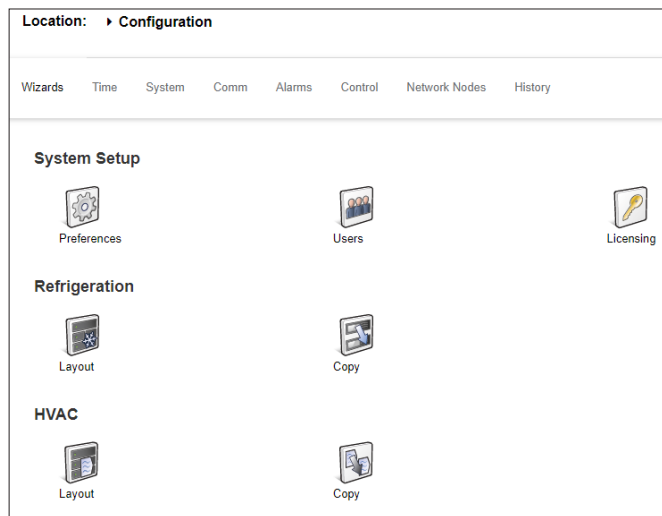 Location: Configuration
Wizards Time System Comm Alarms Control Network Nodes History
System Setup
Preferences Users Licensing
Refrigeration
Layout Copy
HVAC
Layout Copy